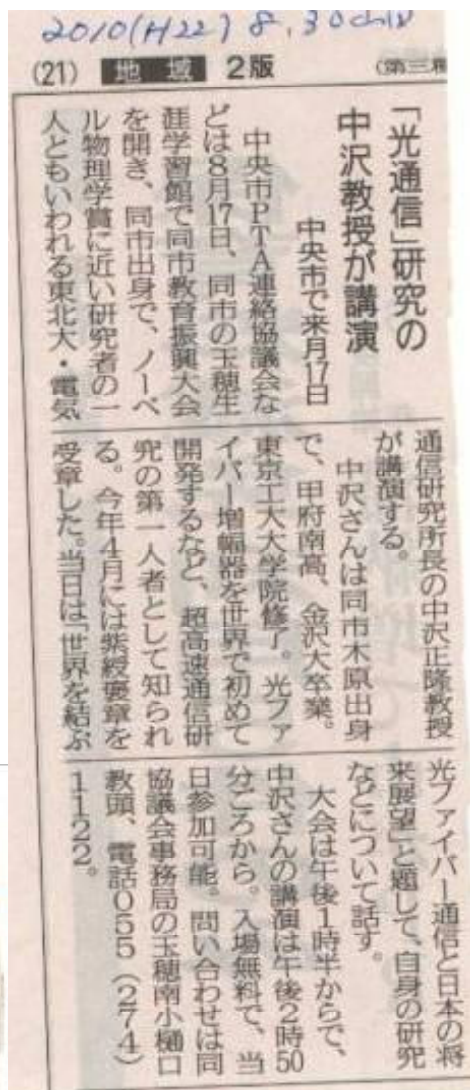 2010(H22) 8.30
(21) 地域 2版
(第三種
「光通信」研究の
中沢教授が講演
中央市で来月17日
中央市PTA連絡協議会な
どは8月17日、同市の玉穂生
涯学習館で同市教育振興大会
を開き、同市出身で、ノーベ
ル物理学賞に近い研究者の一
人ともいわれる東北大・電気
通信研究所長の中沢正隆教授
が講演する。
中沢さんは同市木原出身
で、甲府南高、金沢大卒業。
東京工大大学院修了。光ファ
イバー増幅器を世界で初めて
開発するなど、超高速通信研
究の第一人者として知られ
る。今年4月には紫綬褒章を
受章した。当日は「世界を結ぶ
光ファイバー通信と日本の将
来展望」と題して、自身の研究
などについて話す。
大会は午後1時半からで、
中沢さんの講演は午後2時50
分ごろから。入場無料で、当
日参加可能。問い合わせは同
協議会事務局の玉穂南小樋口
教頭、電話055(274)
1122。